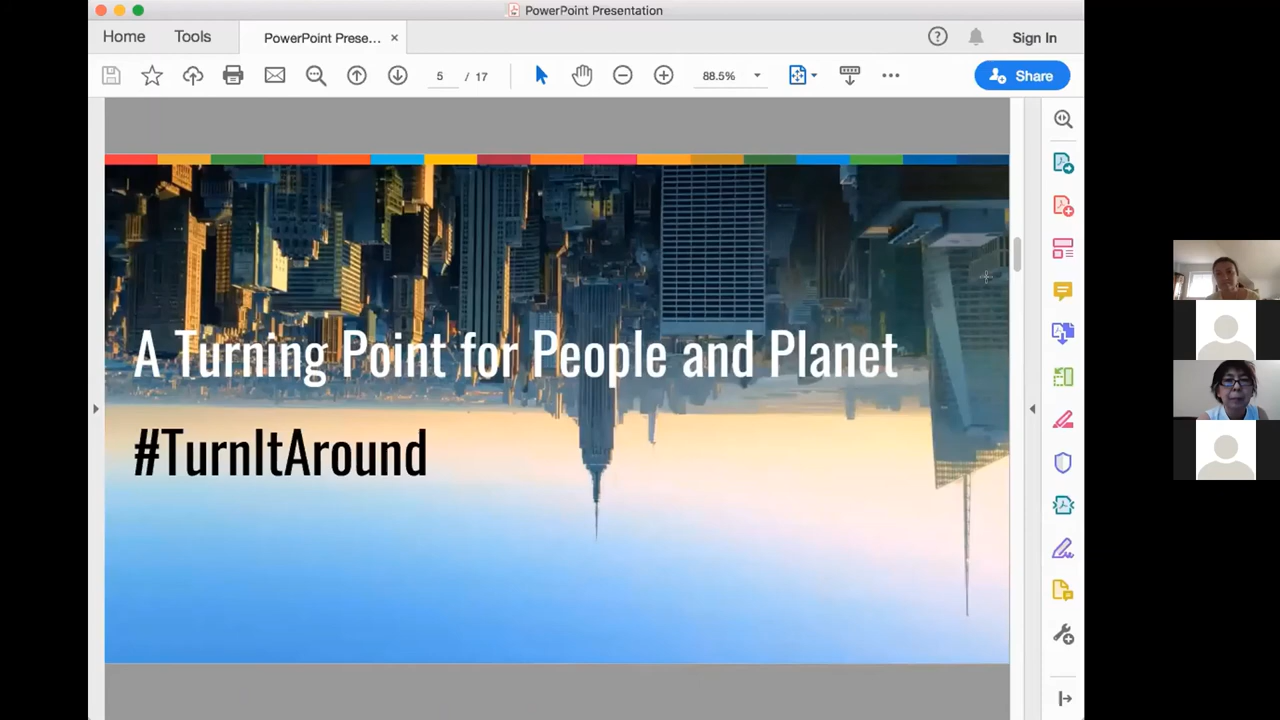 PowerPoint Presentation
Home
Tools
PowerPoint Prese...
Sign In
5 / 17
88.5%
Share
A Turning Point for People and Planet
#TurnItAround